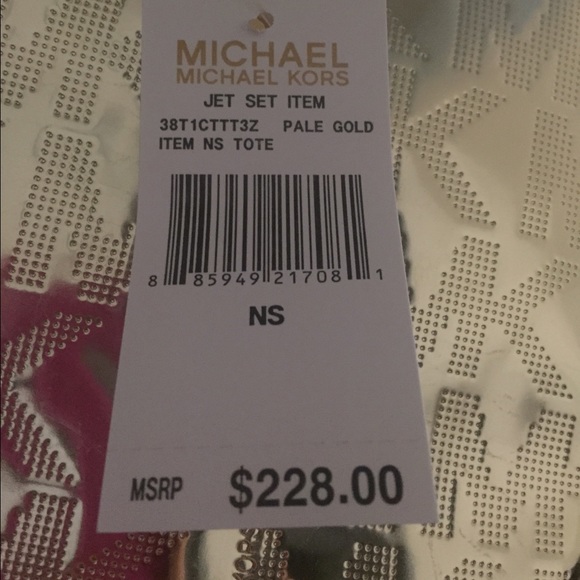 MICHAEL
MICHAEL KORS
JET SET ITEM
38T1CTTT3Z PALE GOLD
ITEM NS TOTE
8 85949 21708 1
NS
MSRP $228.00